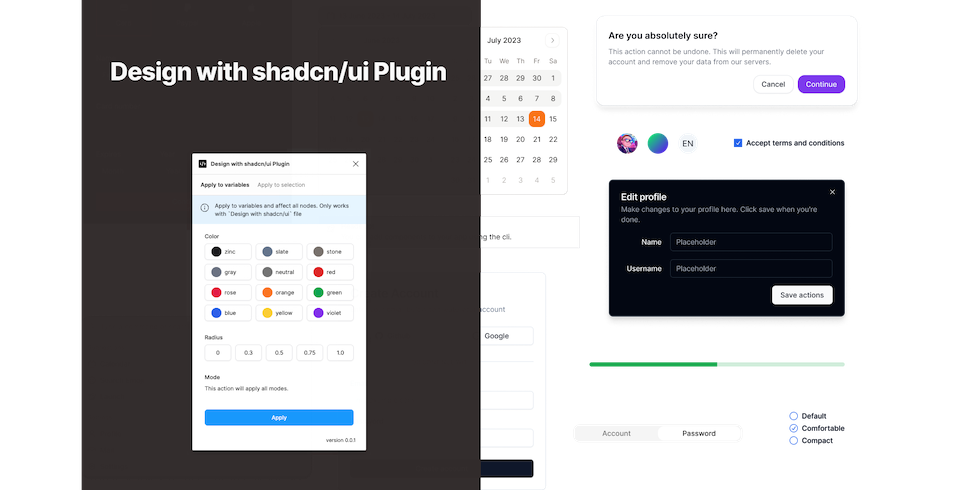 Design with shadcn/ui Plugin
Design with shadcn/ui Plugin
Apply to variables
Apply to selection
Apply to variables and affect all nodes. Only works
with `Design with shadcn/ui` file
Color
zinc
slate
stone
gray
neutral
red
rose
orange
green
blue
yellow
violet
Radius
0
0.3
0.5
0.75
1.0
Mode
This action will apply all modes.
Apply
version 0.0.1
July 2023
Tu We Th Fr Sa
27 28 29 30 1
4 5 6 7 8
11 12 13 14 15
18 19 20 21 22
25 26 27 28 29
1 2 3 4 5
the cli.
account
Google
Are you absolutely sure?
This action cannot be undone. This will permanently delete your
account and remove your data from our servers.
Cancel
Continue
EN
Accept terms and conditions
Edit profile
Make changes to your profile here. Click save when you're
done.
Name
Placeholder
Username
Placeholder
Save actions
Account
Password
Default
Comfortable
Compact